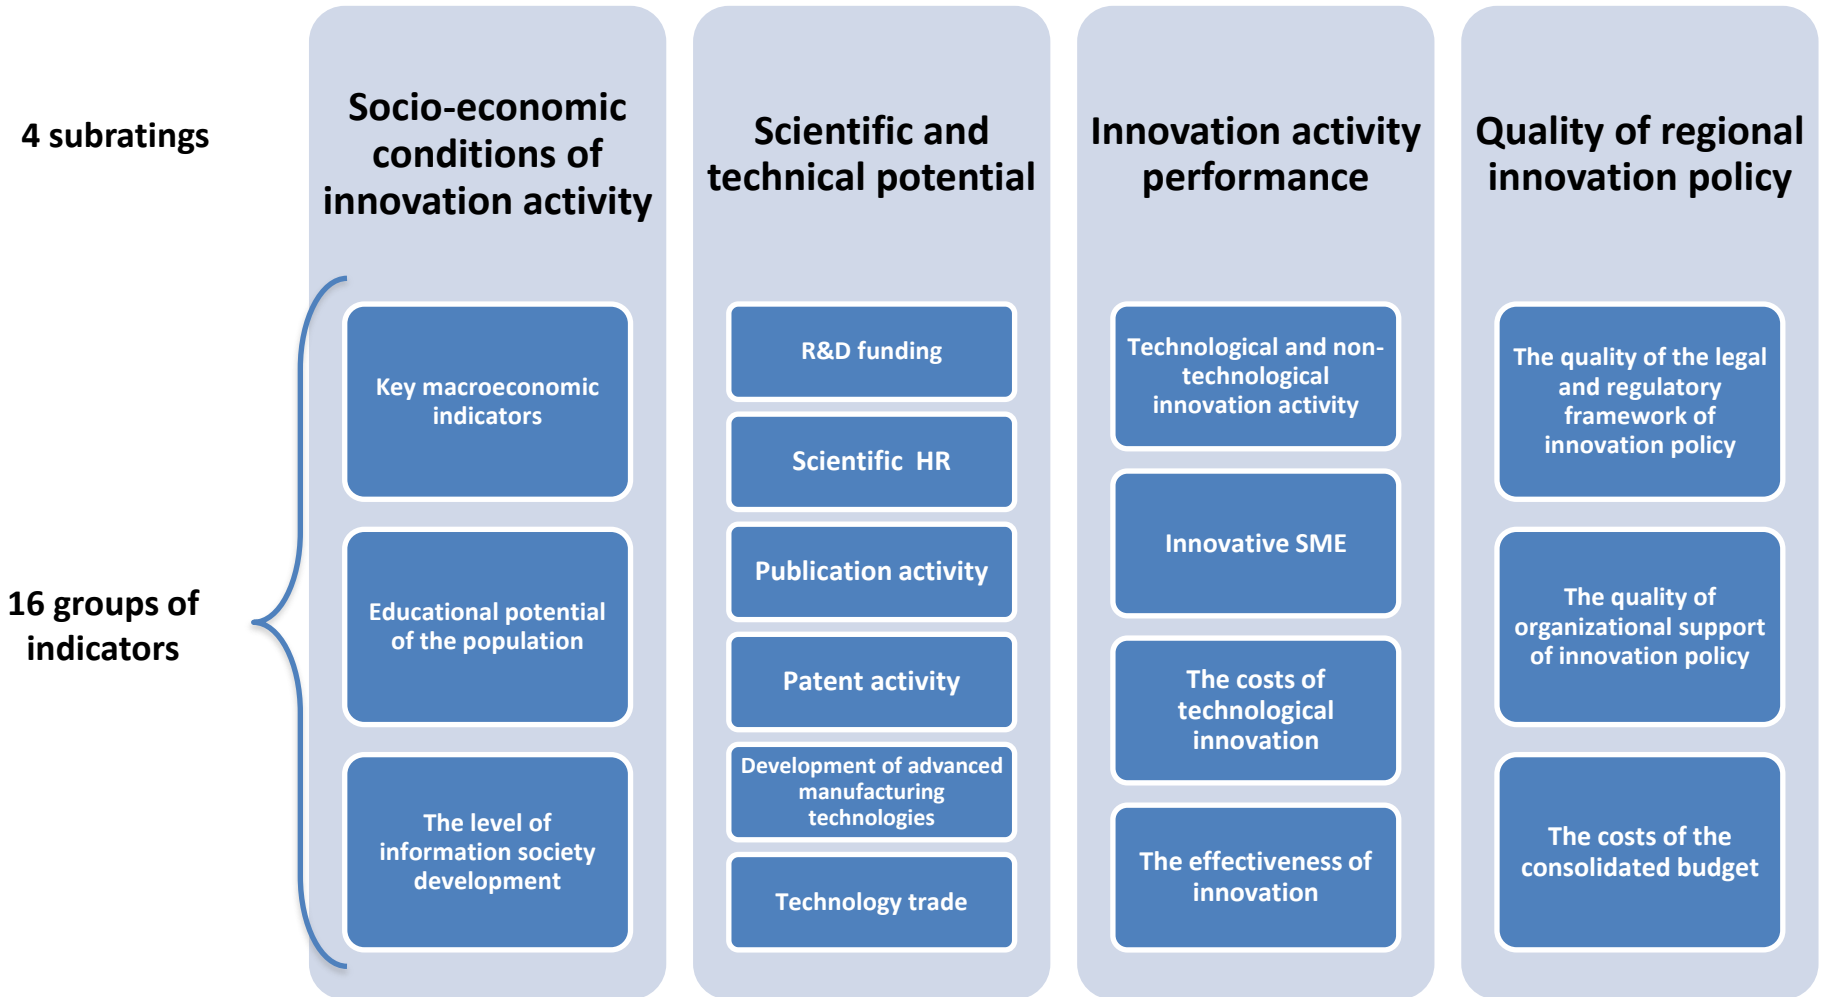 4 subratings
Socio-economic
conditions of
innovation activity
Scientific and
technical potential
Innovation activity
performance
Quality of regional
innovation policy
16 groups of
indicators
Key macroeconomic
indicators
Educational potential
of the population
The level of
information society
development
R&D funding
Scientific HR
Publication activity
Patent activity
Development of advanced
manufacturing
technologies
Technology trade
Technological and non-
technological
innovation activity
Innovative SME
The costs of
technological
innovation
The effectiveness of
innovation
The quality of the legal
and regulatory
framework of
innovation policy
The quality of
organizational support
of innovation policy
The costs of the
consolidated budget